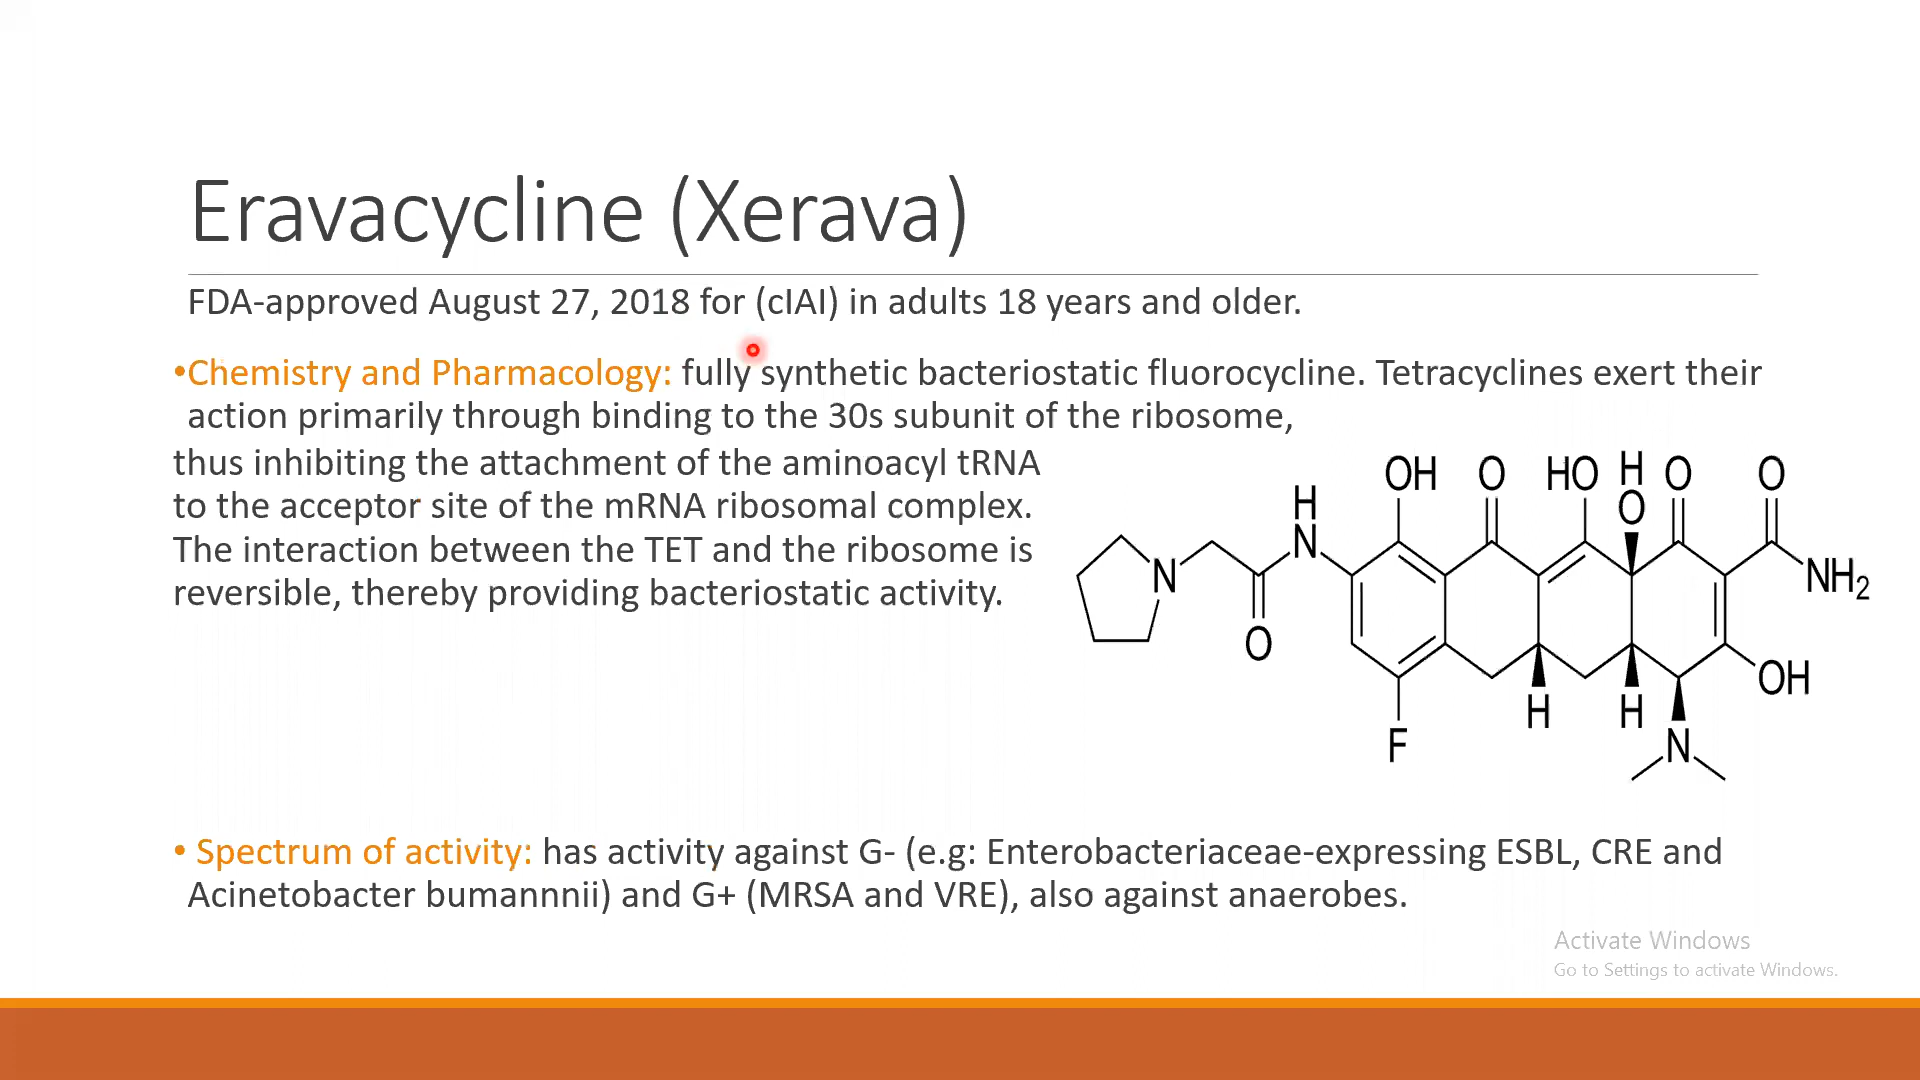 Eravacycline (Xerava)
FDA-approved August 27, 2018 for (cIAI) in adults 18 years and older.
•Chemistry and Pharmacology: fully synthetic bacteriostatic fluorocycline. Tetracyclines exert their
action primarily through binding to the 30s subunit of the ribosome,
thus inhibiting the attachment of the aminoacyl tRNA
to the acceptor site of the mRNA ribosomal complex.
The interaction between the TET and the ribosome is
reversible, thereby providing bacteriostatic activity.
OH O HO H O O O
H N
N
O
NH2
OH
F
H H
N
• Spectrum of activity: has activity against G- (e.g: Enterobacteriaceae-expressing ESBL, CRE and
Acinetobacter bumannnii) and G+ (MRSA and VRE), also against anaerobes.
Activate Windows
Go to Settings to activate Windows.